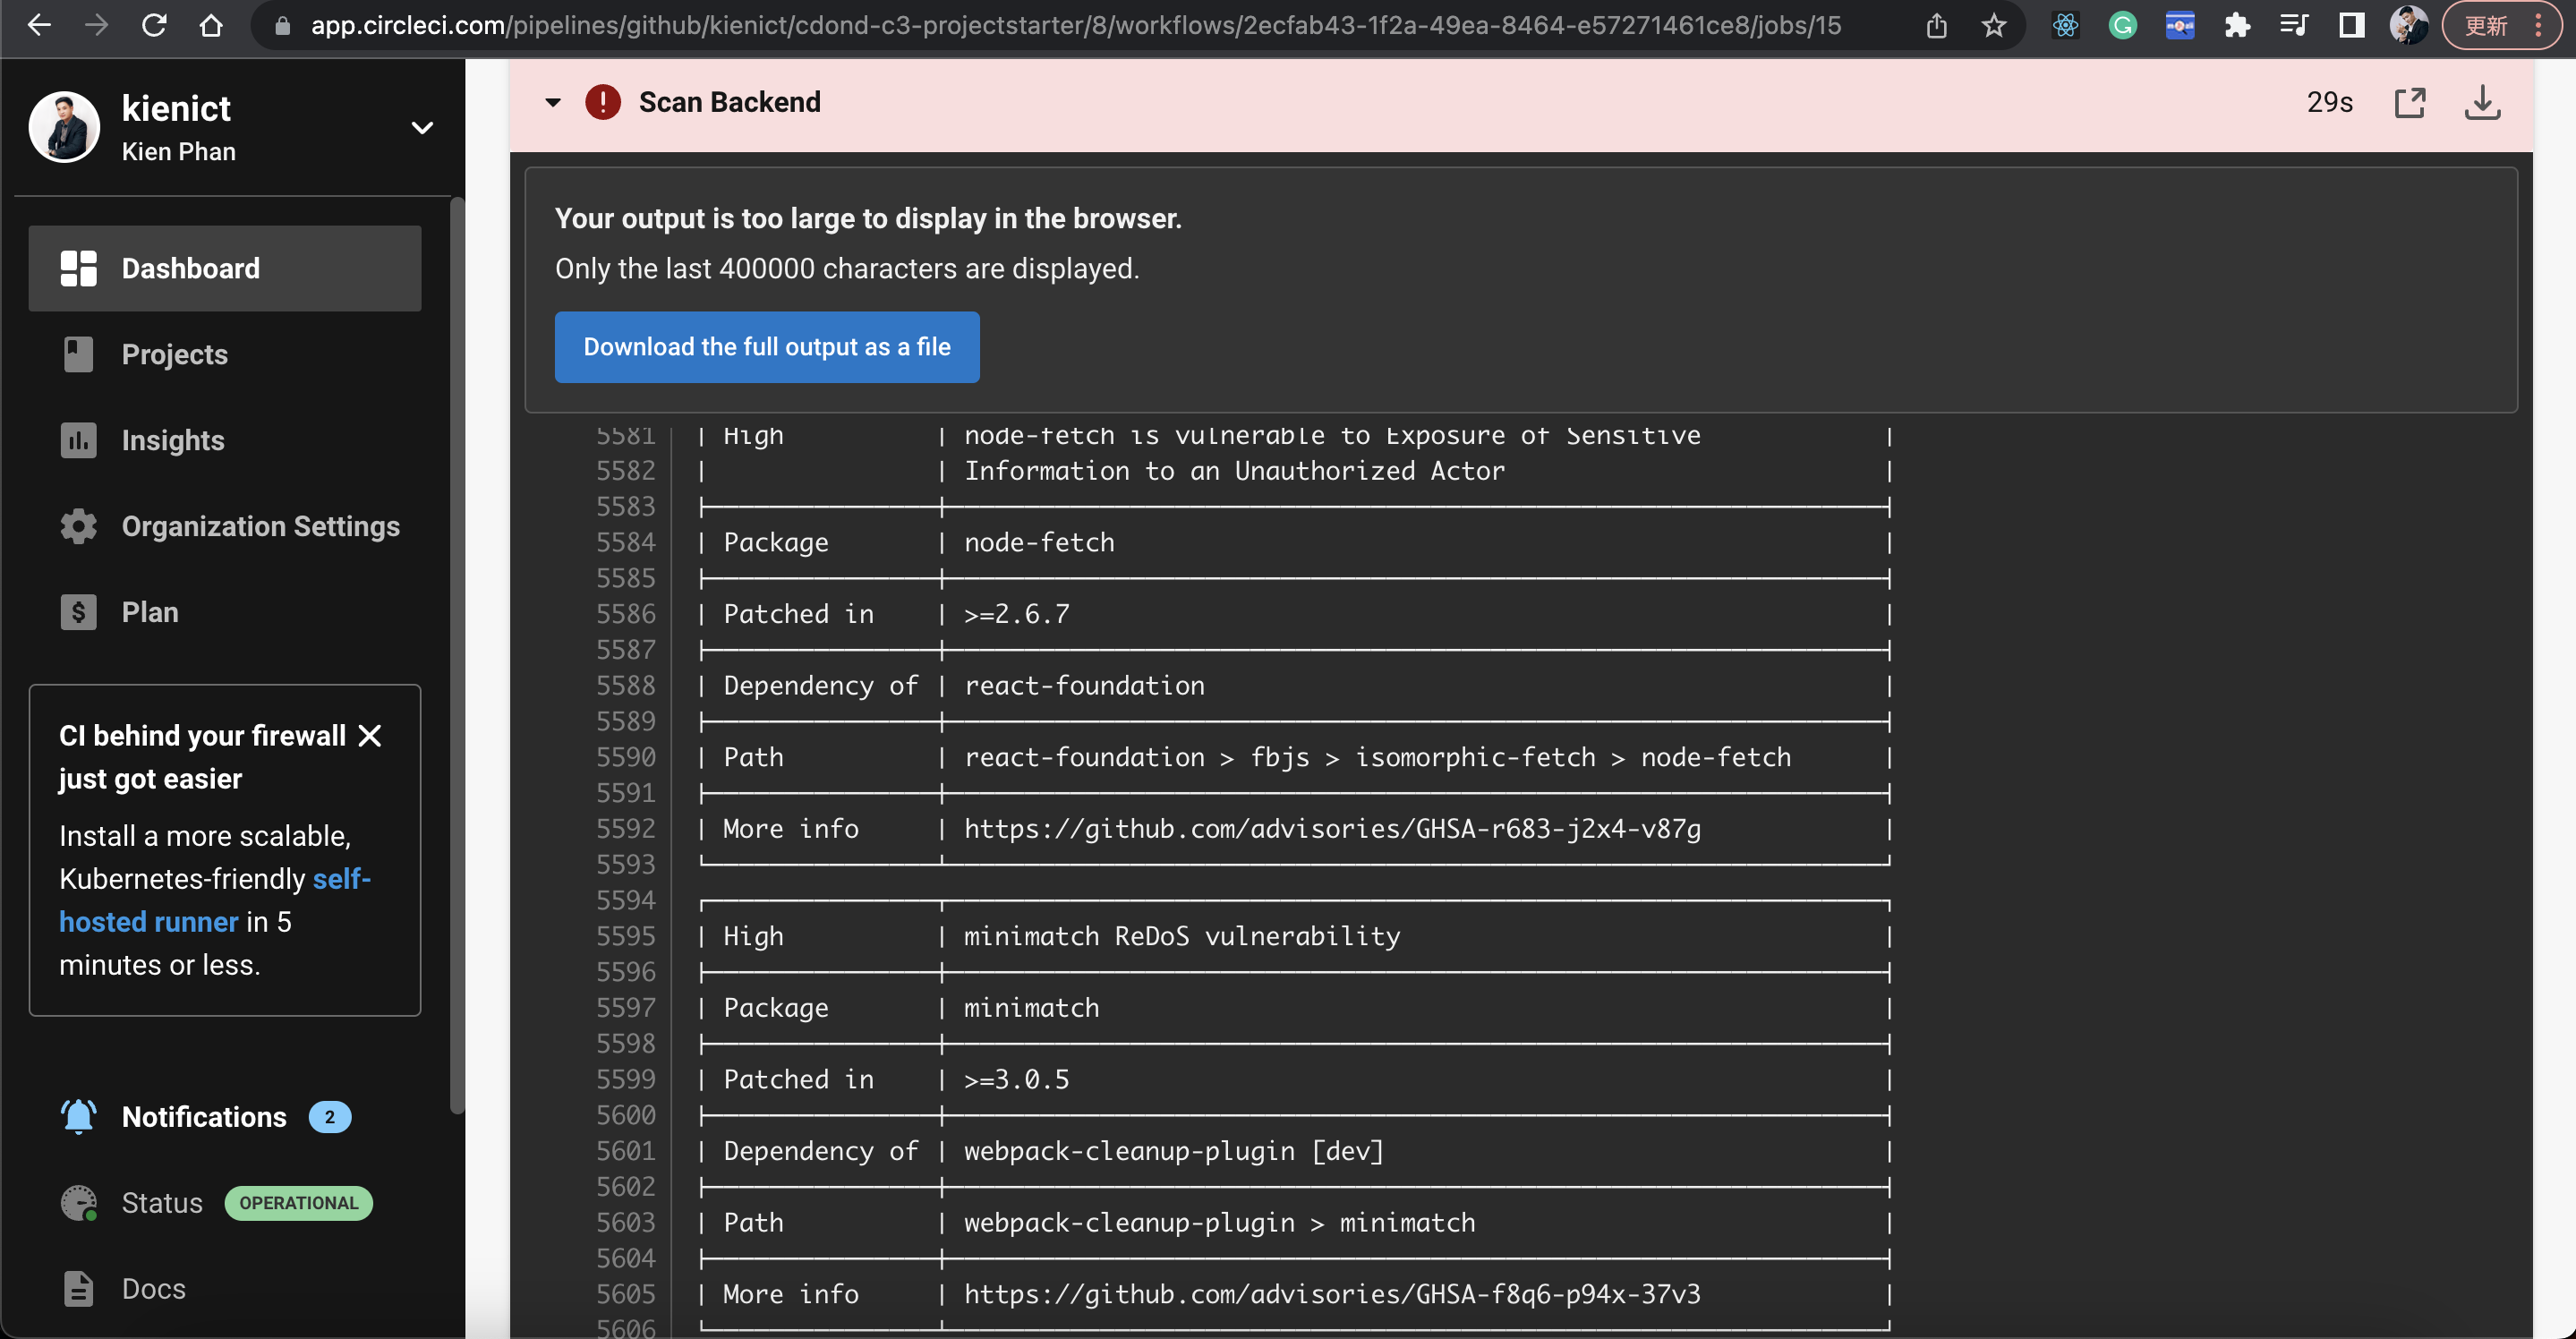 app.circleci.com/pipelines/github/kienict/cdond-c3-projectstarter/8/workflows/2ecfab43-1f2a-49ea-8464-e57271461ce8/jobs/15
更新
kienict
Kien Phan
Dashboard
Projects
Insights
Organization Settings
Plan
CI behind your firewall
just got easier
Install a more scalable,
Kubernetes-friendly self-
hosted runner in 5
minutes or less.
Notifications 2
Status OPERATIONAL
Docs
Scan Backend 29s
Your output is too large to display in the browser.
Only the last 400000 characters are displayed.
Download the full output as a file
5581 | High | node-fetch is vulnerable to Exposure of Sensitive |
5582 | | Information to an Unauthorized Actor |
5583
5584 | Package | node-fetch |
5585
5586 | Patched in | >=2.6.7 |
5587
5588 | Dependency of | react-foundation |
5589
5590 | Path | react-foundation > fbjs > isomorphic-fetch > node-fetch |
5591
5592 | More info | https://github.com/advisories/GHSA-r683-j2x4-v87g |
5593
5594
5595 | High | minimatch ReDoS vulnerability |
5596
5597 | Package | minimatch |
5598
5599 | Patched in | >=3.0.5 |
5600
5601 | Dependency of | webpack-cleanup-plugin [dev] |
5602
5603 | Path | webpack-cleanup-plugin > minimatch |
5604
5605 | More info | https://github.com/advisories/GHSA-f8q6-p94x-37v3 |
5606